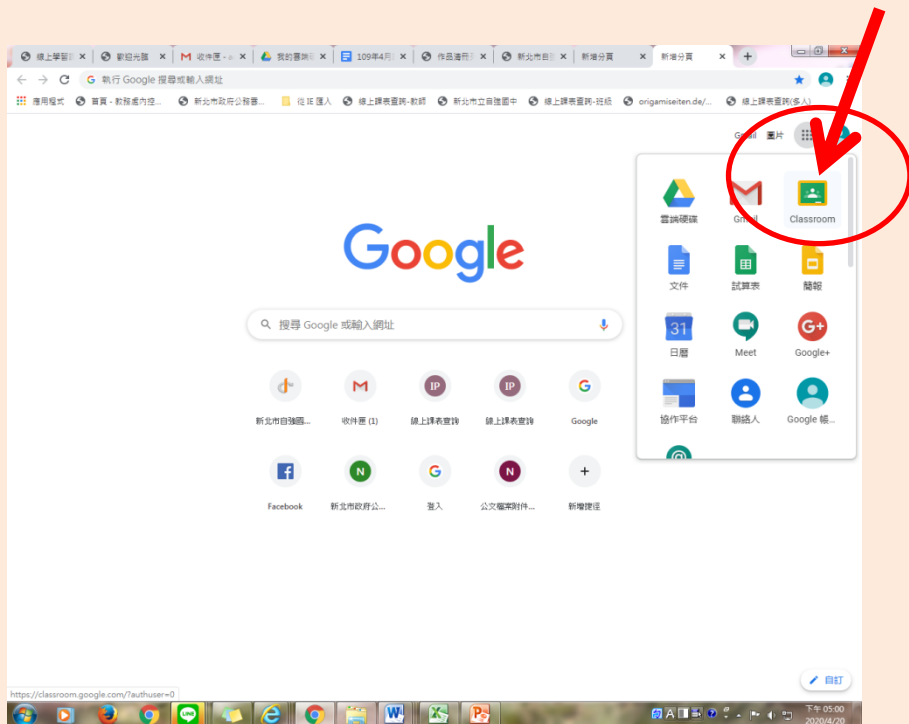 線上學習
歡迎光臨
收件匣 -
我的雲端
109年4月
作品清冊
新北市自
新增分頁
新增分頁
執行 Google 搜尋或輸入網址
應用程式
首頁 - 教務處內控...
新北市政府公務雲...
從 IE 匯入
線上課表查詢-教師
新北市立自強國中
線上課表查詢-班級
origamiseiten.de/...
線上課表查詢(多人)
圖片
雲端硬碟
Classroom
文件
試算表
簡報
31
日曆
Meet
G+
Google+
協作平台
聯絡人
Google 帳...
Google
搜尋 Google 或輸入網址
新北市自強國...
收件匣 (1)
IP
線上課表查詢
IP
線上課表查詢
Google
Facebook
N
新北市政府公...
登入
N
公文檔案附件...
新增捷徑
自訂
https://classroom.google.com/?authuser=0
下午 05:00
2020/4/20